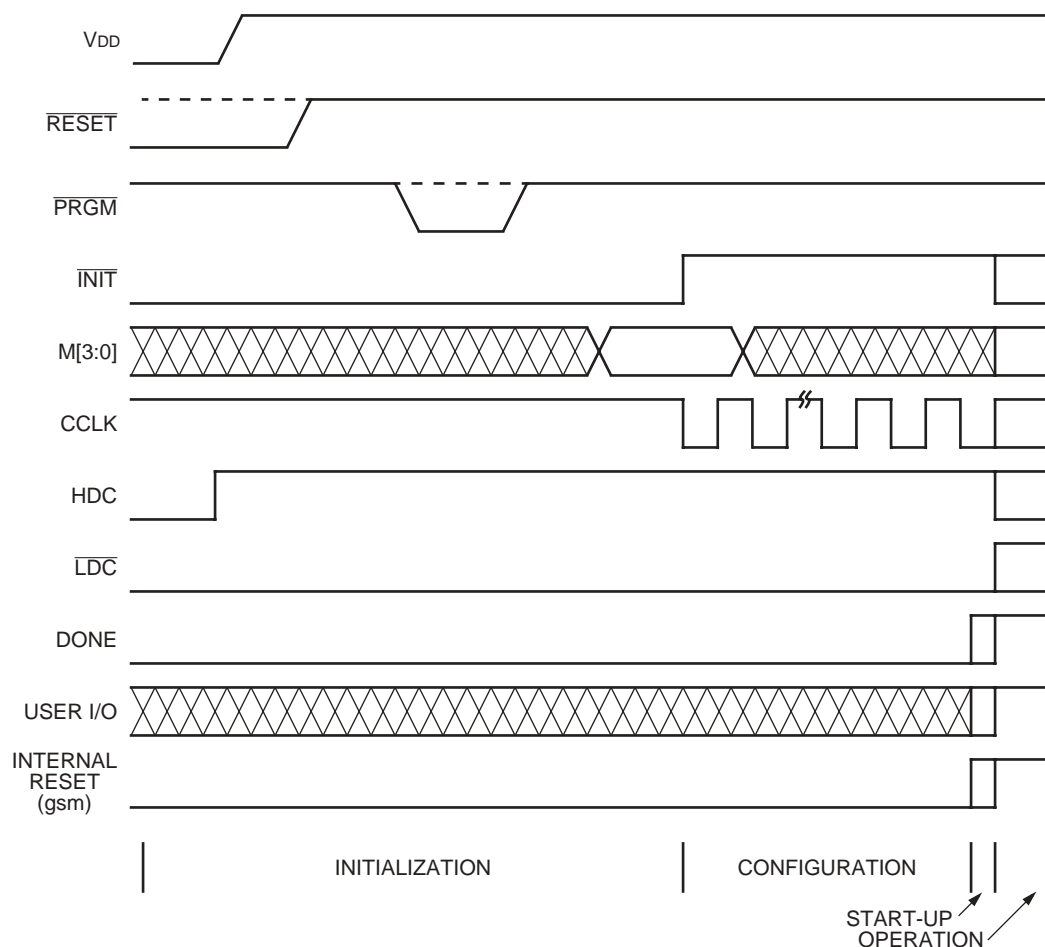 VDD
RESET
PRGM
INIT
M[3:0]
CCLK
HDC
LDC
DONE
USER I/O
INTERNAL
RESET
(gsm)
INITIALIZATION
CONFIGURATION
START-UP
OPERATION